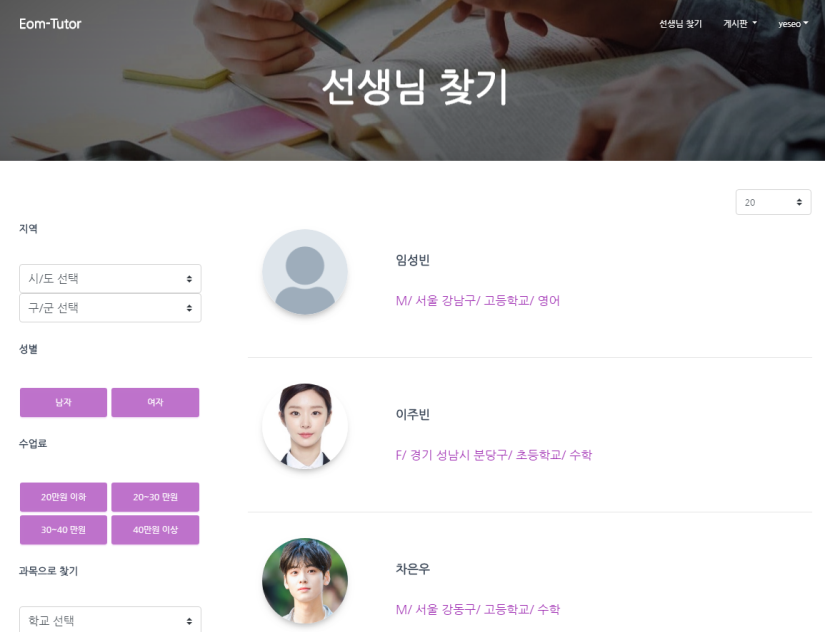 Eom-Tutor
선생님 찾기 게시판 yeseo
선생님 찾기
20
지역
시/도 선택
구/군 선택
성별
남자 여자
수업료
20만원 이하 20~30 만원
30~40 만원 40만원 이상
과목으로 찾기
학교 선택
임성빈
M/ 서울 강남구/ 고등학교/ 영어
이주빈
F/ 경기 성남시 분당구/ 초등학교/ 수학
차은우
M/ 서울 강동구/ 고등학교/ 수학